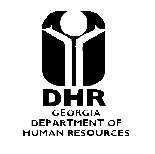 DHR
GEORGIA
DEPARTMENT OF
HUMAN RESOURCES